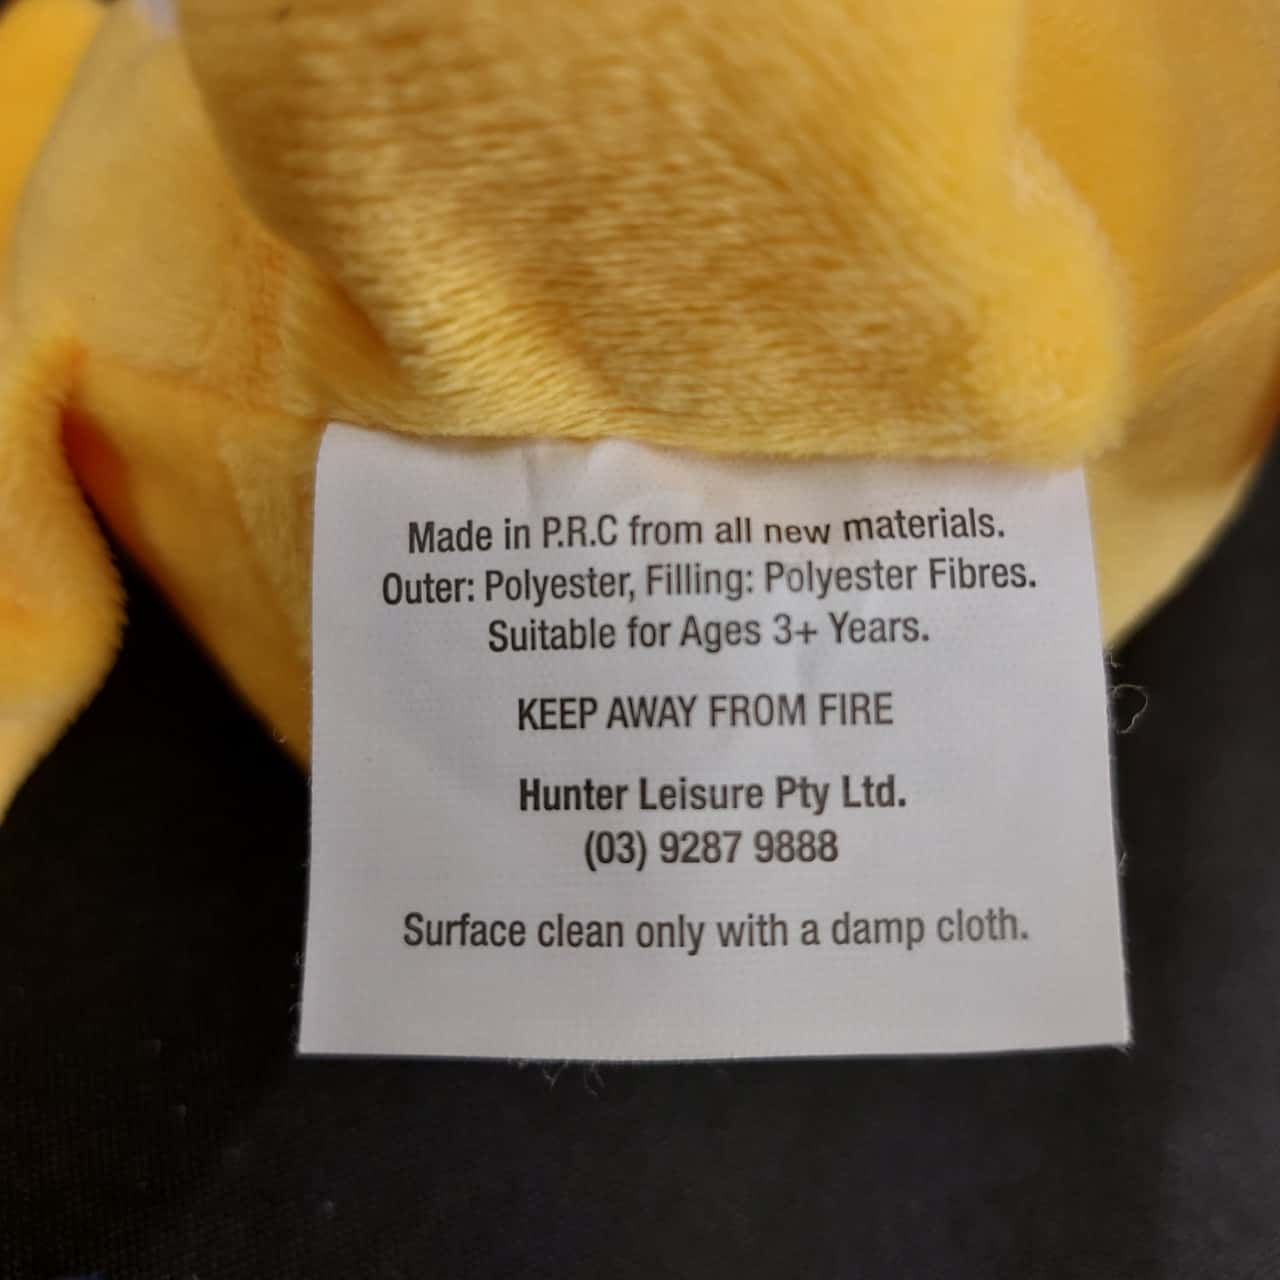 Made in P.R.C from all new materials.
Outer: Polyester, Filling: Polyester Fibres.
Suitable for Ages 3+ Years.
KEEP AWAY FROM FIRE
Hunter Leisure Pty Ltd.
(03) 9287 9888
Surface clean only with a damp cloth.